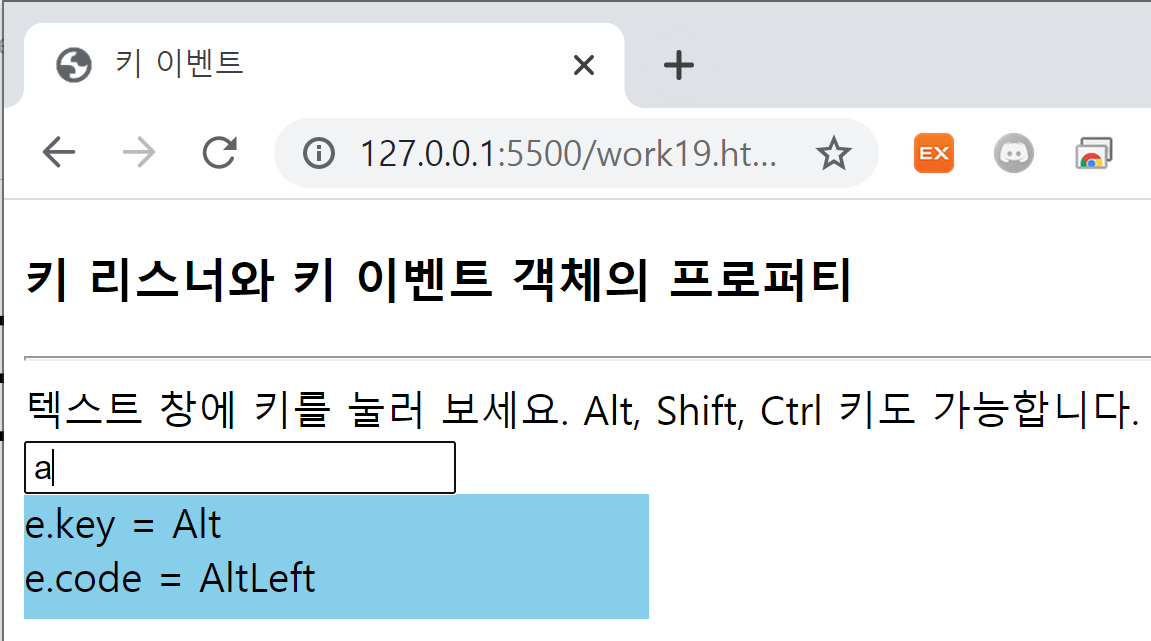 키 이벤트
127.0.0.1:5500/work19.ht...
EX
키 리스너와 키 이벤트 객체의 프로퍼티
텍스트 창에 키를 눌러 보세요. Alt, Shift, Ctrl 키도 가능합니다.
a
e.key = Alt
e.code = AltLeft